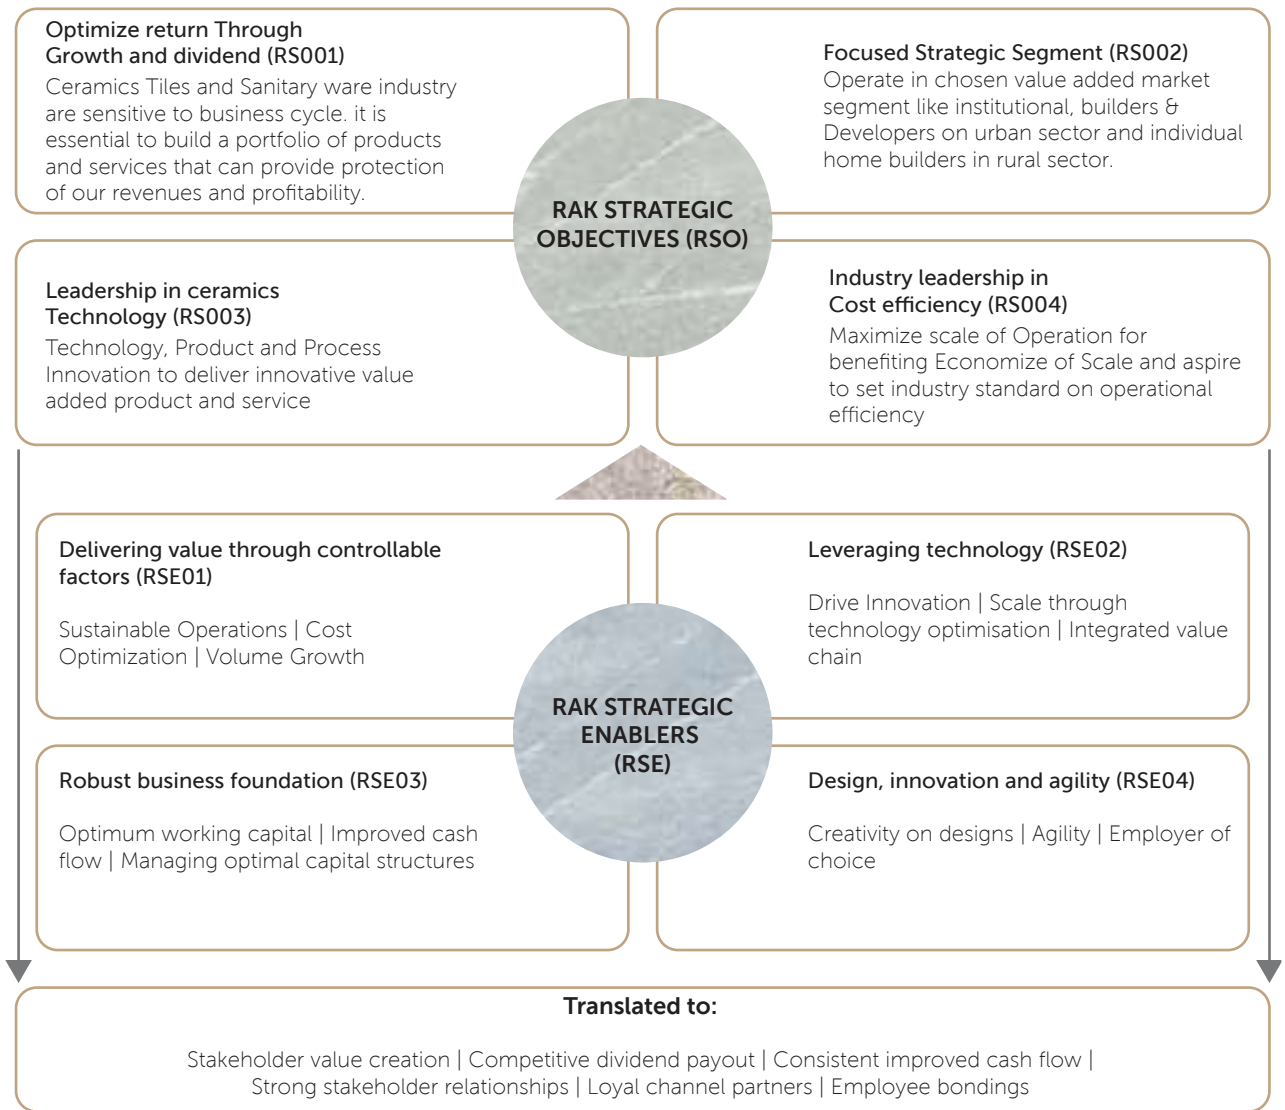 Optimize return Through
Growth and dividend (RS001)
Ceramics Tiles and Sanitary ware industry
are sensitive to business cycle. it is
essential to build a portfolio of products
and services that can provide protection
of our revenues and profitability.
Focused Strategic Segment (RS002)
Operate in chosen value added market
segment like institutional, builders &
Developers on urban sector and individual
home builders in rural sector.
RAK STRATEGIC
OBJECTIVES (RSO)
Leadership in ceramics
Technology (RS003)
Technology, Product and Process
Innovation to deliver innovative value
added product and service
Industry leadership in
Cost efficiency (RS004)
Maximize scale of Operation for
benefiting Economize of Scale and aspire
to set industry standard on operational
efficiency
Delivering value through controllable
factors (RSE01)
Sustainable Operations | Cost
Optimization | Volume Growth
Leveraging technology (RSE02)
Drive Innovation | Scale through
technology optimisation | Integrated value
chain
RAK STRATEGIC
ENABLERS
(RSE)
Robust business foundation (RSE03)
Optimum working capital | Improved cash
flow | Managing optimal capital structures
Design, innovation and agility (RSE04)
Creativity on designs | Agility | Employer of
choice
Translated to:
Stakeholder value creation | Competitive dividend payout | Consistent improved cash flow |
Strong stakeholder relationships | Loyal channel partners | Employee bondings